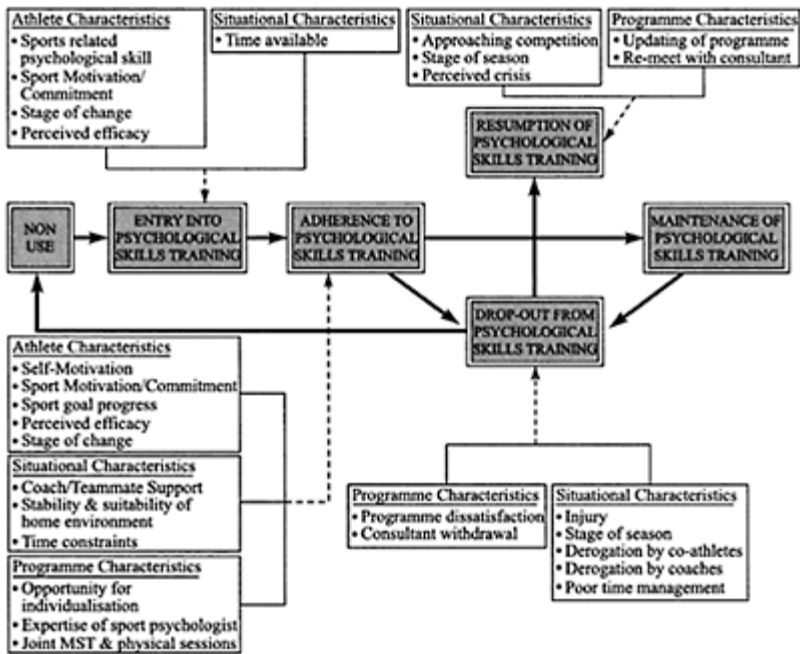 Athlete Characteristics
• Sports related
psychological skill
• Sport Motivation/
Commitment
• Stage of change
• Perceived efficacy
Situational Characteristics
• Time available
Situational Characteristics
• Approaching competition
• Stage of season
• Perceived crisis
Programme Characteristics
• Updating of programme
• Re-meet with consultant
RESUMPTION OF
PSYCHOLOGICAL
SKILLS TRAINING
NON
USE
ENTRY INTO
PSYCHOLOGICAL
SKILLS TRAINING
ADHERENCE TO
PSYCHOLOGICAL
SKILLS TRAINING
MAINTENANCE OF
PSYCHOLOGICAL
SKILLS TRAINING
DROP-OUT FROM
PSYCHOLOGICAL
SKILLS TRAINING
Athlete Characteristics
• Self-Motivation
• Sport Motivation/Commitment
• Sport goal progress
• Perceived efficacy
• Stage of change
Situational Characteristics
• Coach/Teammate Support
• Stability & suitability of
home environment
• Time constraints
Programme Characteristics
• Opportunity for
individualisation
• Expertise of sport psychologist
• Joint MST & physical sessions
Programme Characteristics
• Programme dissatisfaction
• Consultant withdrawal
Situational Characteristics
• Injury
• Stage of season
• Derogation by co-athletes
• Derogation by coaches
• Poor time management